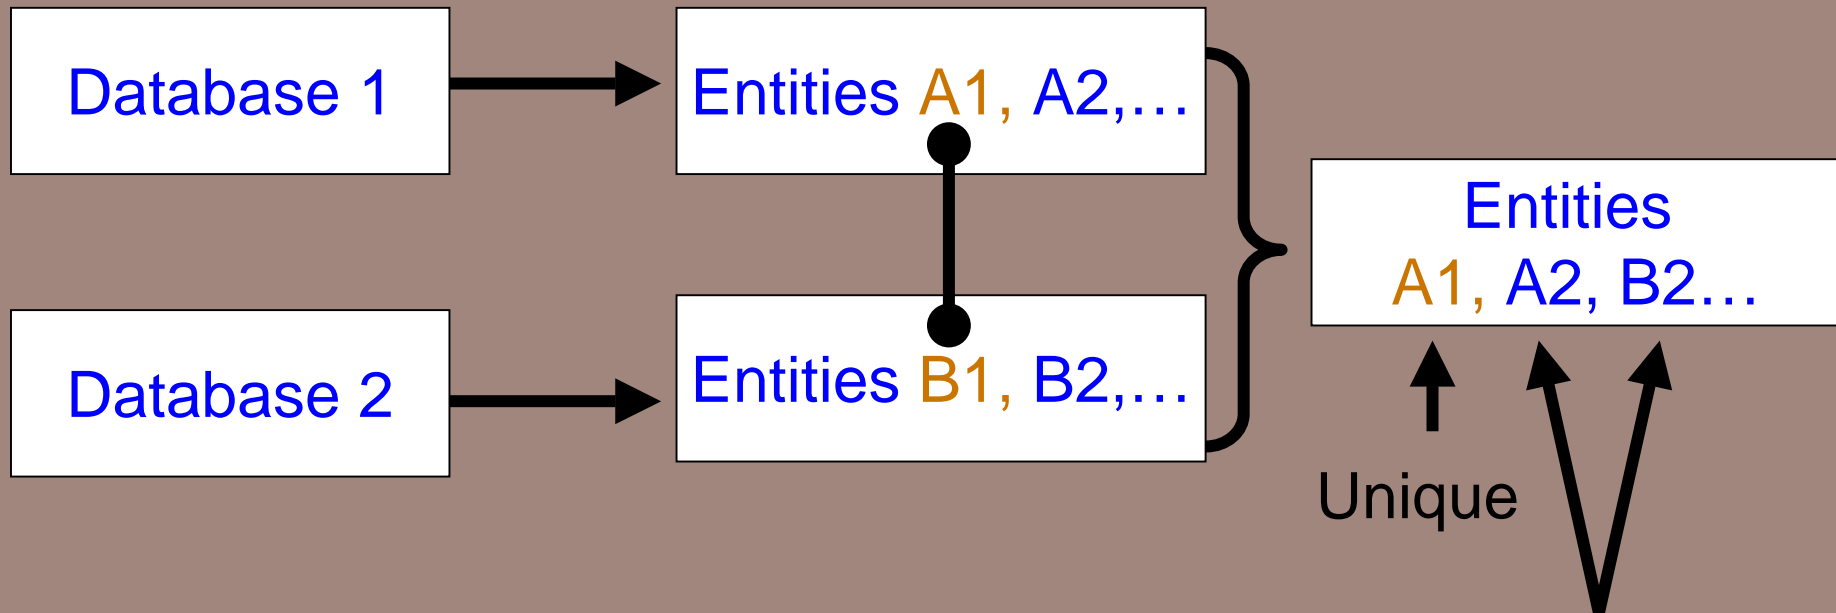 Database 1
Entities A1, A2,...
Entities
A1, A2, B2...
Database 2
Entities B1, B2,...
Unique